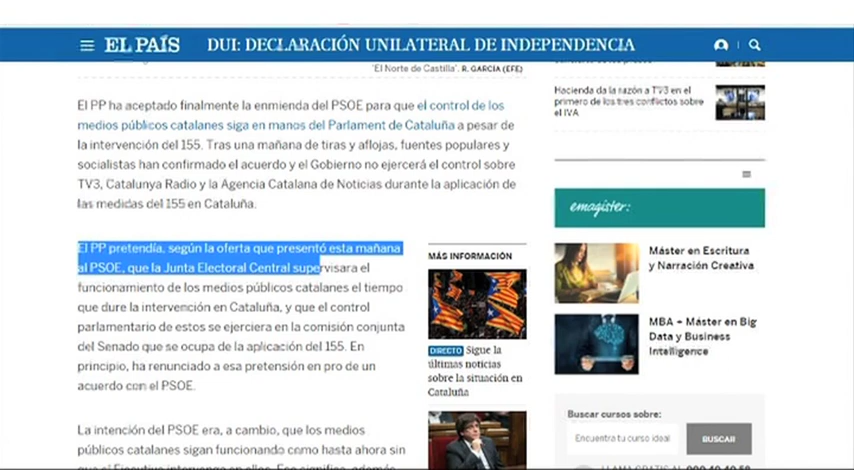 EL PAÍS
DUI: DECLARACIÓN UNILATERAL DE INDEPENDENCIA
'El Norte de Castilla'. R. GARCÍA (EFE)
El PP ha aceptado finalmente la enmienda del PSOE para que el control de los
medios públicos catalanes siga en manos del Parlament de Cataluña a pesar de
la intervención del 155. Tras una mañana de tiras y aflojas, fuentes populares y
socialistas han confirmado el acuerdo y el Gobierno no ejercerá el control sobre
TV3, Catalunya Radio y la Agencia Catalana de Noticias durante la aplicación de
las medidas del 155 en Cataluña.
El PP pretendía, según la oferta que presentó esta mañana
al PSOE, que la Junta Electoral Central supervisara el
funcionamiento de los medios públicos catalanes el tiempo
que dure la intervención en Cataluña, y que el control
parlamentario de estos se ejerciera en la comisión conjunta
del Senado que se ocupa de la aplicación del 155. En
principio, ha renunciado a esa pretensión en pro de un
acuerdo con el PSOE.
La intención del PSOE era, a cambio, que los medios
públicos catalanes sigan funcionando como hasta ahora sin
MÁS INFORMACIÓN
DIRECTO Sigue la
últimas noticias
sobre la situación en
Cataluña
Hacienda da la razón a TV3 en el
primero de los tres conflictos sobre
el IVA
emagister:
Máster en Escritura
y Narración Creativa
MBA + Máster en Big
Data y Business
Intelligence
Buscar cursos sobre:
Encuentra tu curso ideal
BUSCAR
LLAMA GRATIS AL